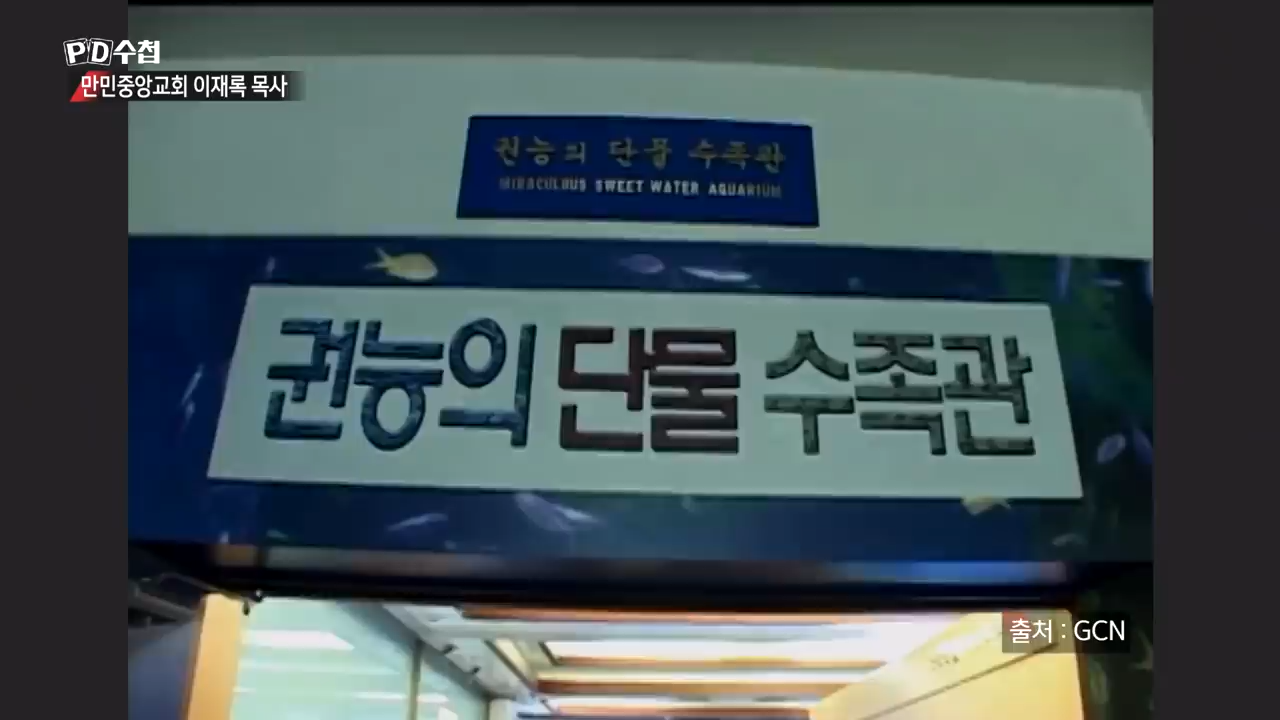 PD수첩
만민중앙교회 이재록 목사
권능의 단물 수족관
MIRACULOUS SWEET WATER AQUARIUM
권능의 단물 수족관
출처 : GCN